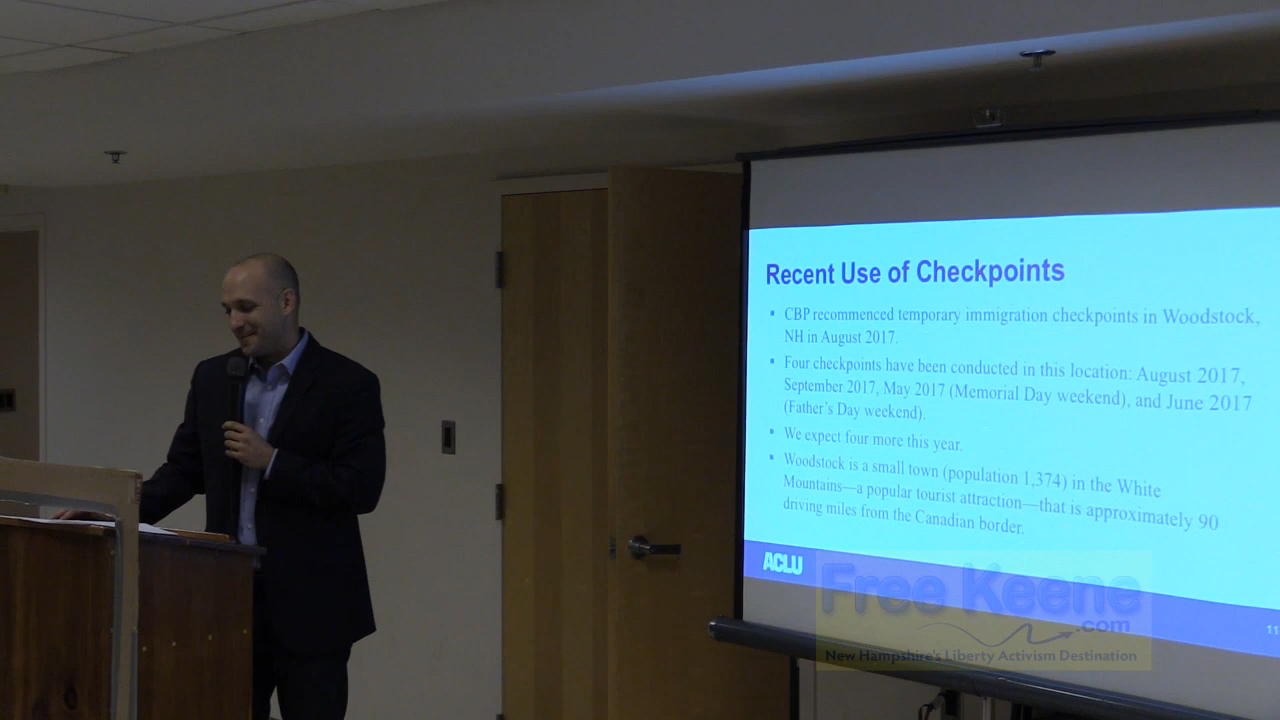 Recent Use of Checkpoints
▪ CBP recommenced temporary immigration checkpoints in Woodstock,
NH in August 2017.
▪ Four checkpoints have been conducted in this location: August 2017,
September 2017, May 2017 (Memorial Day weekend), and June 2017
(Father's Day weekend).
▪ We expect four more this year.
▪ Woodstock is a small town (population 1,374) in the White
Mountains—a popular tourist attraction—that is approximately 90
driving miles from the Canadian border.
ACLU
11
Free Keene
.com
New Hampshire's Liberty Activism Destination